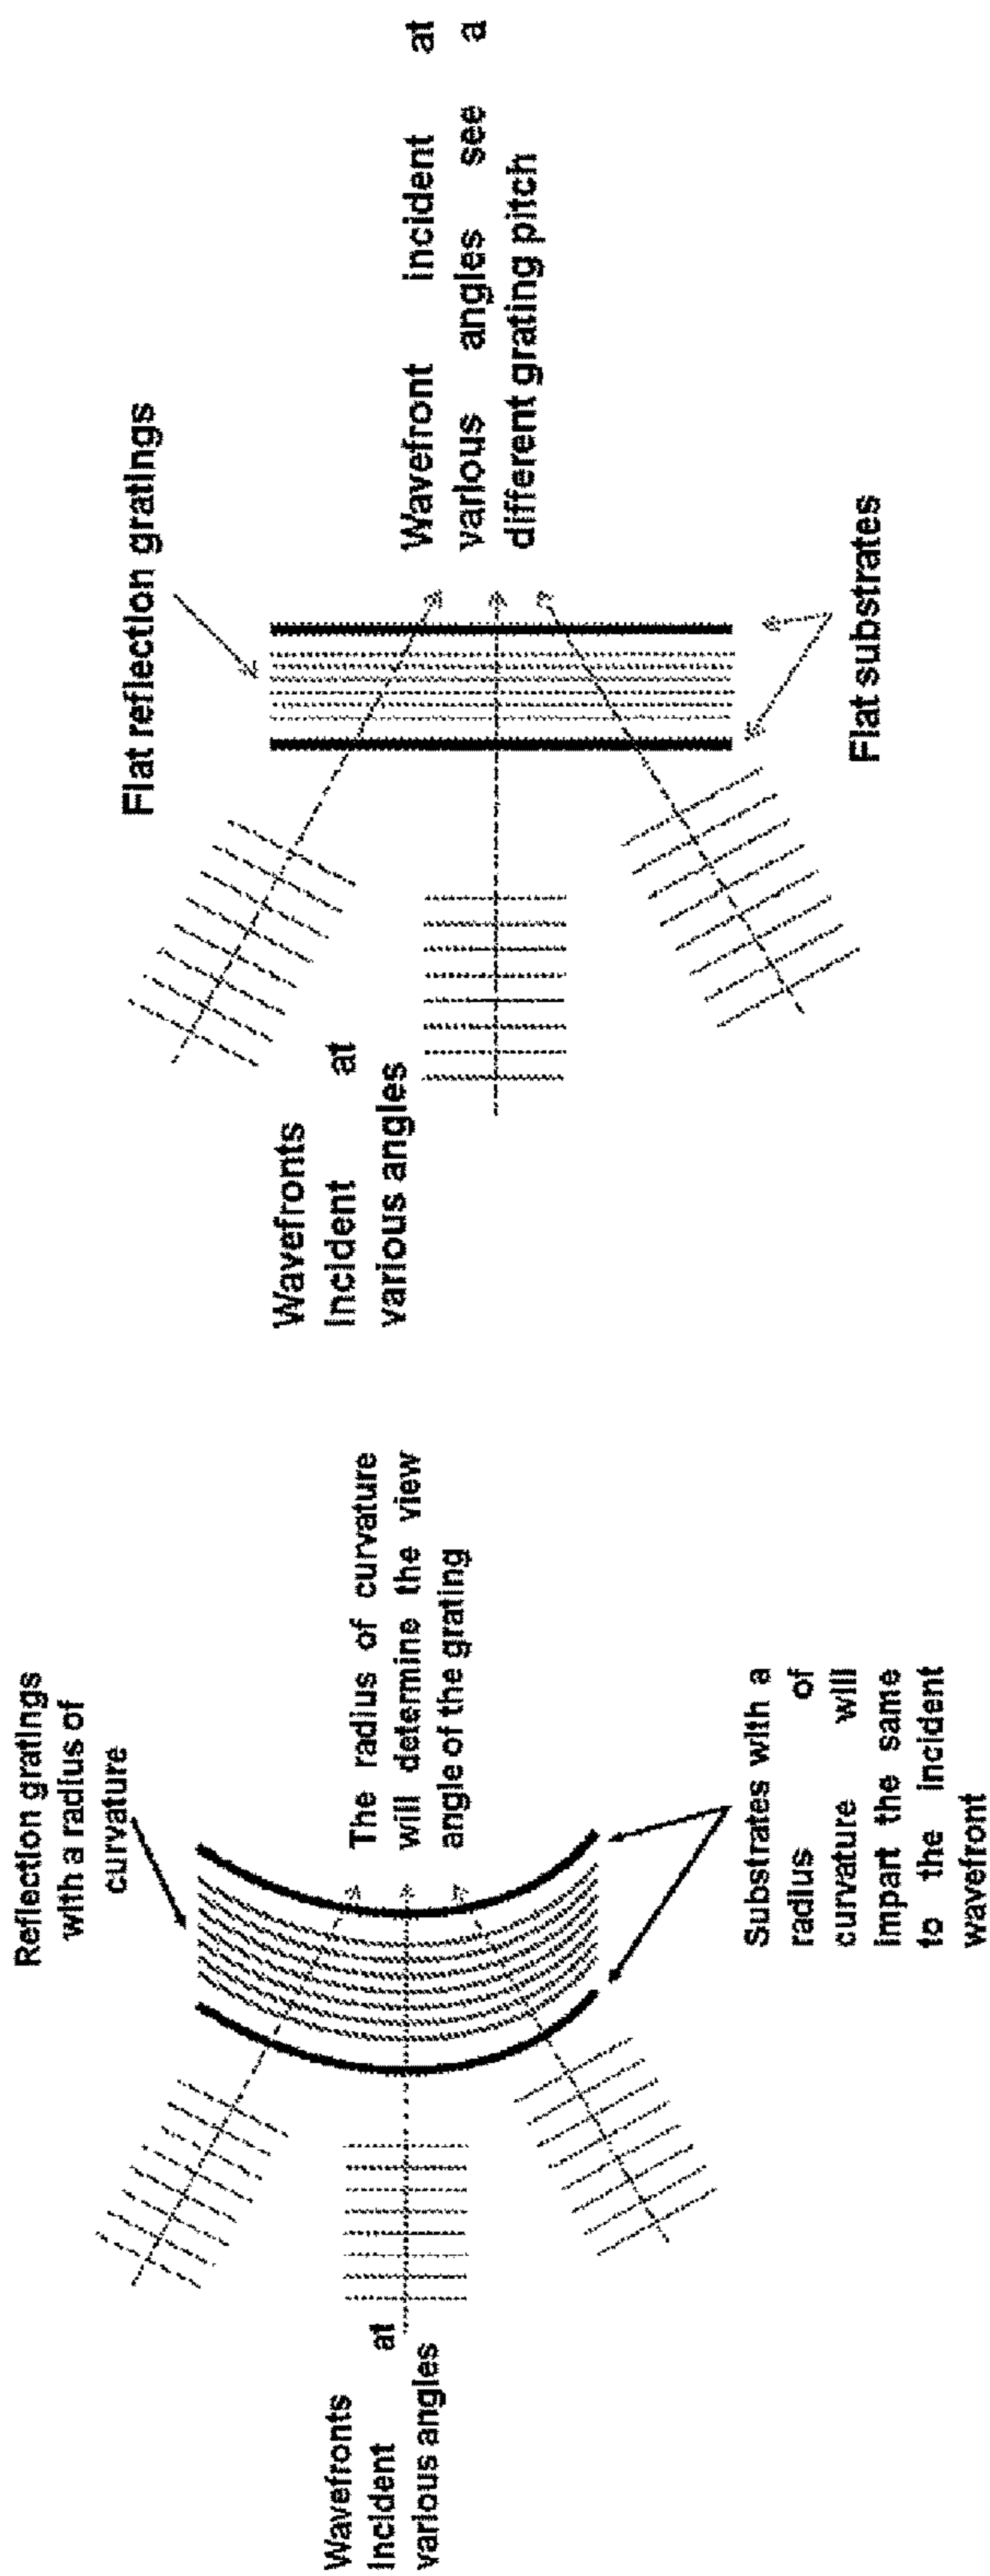 Reflection gratings
with a radius of
curvature
Wavefronts
incident at
various angles
The radius of curvature
will determine the view
angle of the grating
Substrates with a
radius of
curvature will
impart the same
to the incident
wavefront
Flat reflection gratings
Wavefronts
incident at
various angles
Wavefront incident at
various angles see a
different grating pitch
Flat substrates